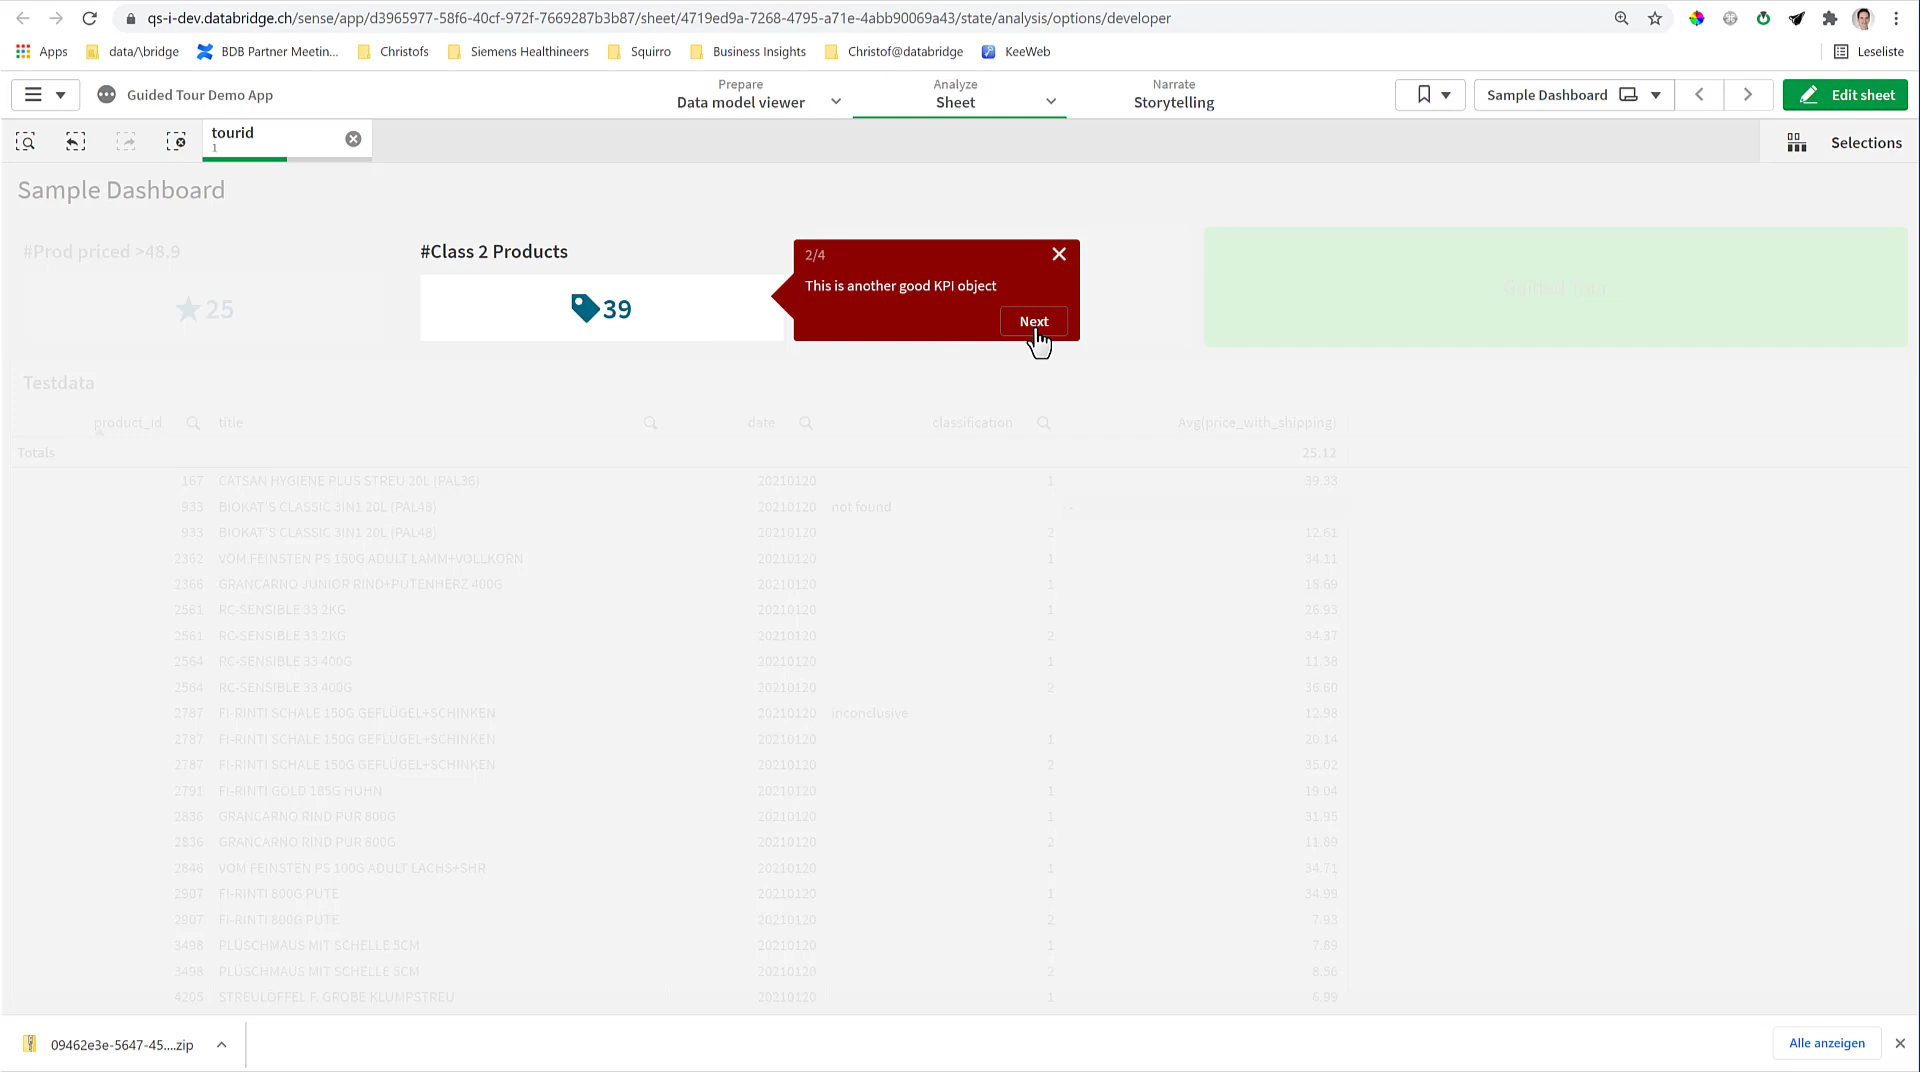 qs-i-dev.databridge.ch/sense/app/d3965977-58f6-40cf-972f-7669287b3b87/sheet/4719ed9a-7268-4795-a71e-4abb90069a43/state/analysis/options/developer
Apps data/\bridge BDB Partner Meetin... Christofs Siemens Healthineers Squirro Business Insights Christof@databridge KeeWeb Leseliste
Prepare Analyze Narrate
Guided Tour Demo App Data model viewer Sheet Storytelling Sample Dashboard Edit sheet
tourid
1
Selections
Sample Dashboard
#Prod priced >48.9 #Class 2 Products
25 39
2/4
This is another good KPI object
Next
Guided Tour
Testdata
product_id title date classification Avg(price_with_shipping)
Totals 25.12
167 CATSAN HYGIENE PLUS STREU 20L (PAL36) 20210120 1 39.33
933 BIOKAT'S CLASSIC 3IN1 20L (PAL48) 20210120 not found -
933 BIOKAT'S CLASSIC 3IN1 20L (PAL48) 20210120 2 12.61
2362 VOM FEINSTEN PS 150G ADULT LAMM+VOLLKORN 20210120 1 34.11
2366 GRANCARNO JUNIOR RIND+PUTENHERZ 400G 20210120 1 18.69
2561 RC-SENSIBLE 33 2KG 20210120 1 26.93
2561 RC-SENSIBLE 33 2KG 20210120 2 34.37
2564 RC-SENSIBLE 33 400G 20210120 1 11.38
2564 RC-SENSIBLE 33 400G 20210120 2 36.60
2787 FI-RINTI SCHALE 150G GEFLÜGEL+SCHINKEN 20210120 inconclusive 12.98
2787 FI-RINTI SCHALE 150G GEFLÜGEL+SCHINKEN 20210120 1 20.14
2787 FI-RINTI SCHALE 150G GEFLÜGEL+SCHINKEN 20210120 2 35.02
2791 FI-RINTI GOLD 185G HUHN 20210120 1 19.04
2836 GRANCARNO RIND PUR 800G 20210120 1 31.95
2836 GRANCARNO RIND PUR 800G 20210120 2 11.89
2846 VOM FEINSTEN PS 100G ADULT LACHS+SHR 20210120 1 34.71
2907 FI-RINTI 800G PUTE 20210120 1 34.99
2907 FI-RINTI 800G PUTE 20210120 2 7.93
3498 PLÜSCHMAUS MIT SCHELLE 5CM 20210120 1 7.89
3498 PLÜSCHMAUS MIT SCHELLE 5CM 20210120 2 8.56
4205 STREULÖFFEL F. GROBE KLUMPSTREU 20210120 1 6.99
09462e3e-5647-45....zip Alle anzeigen